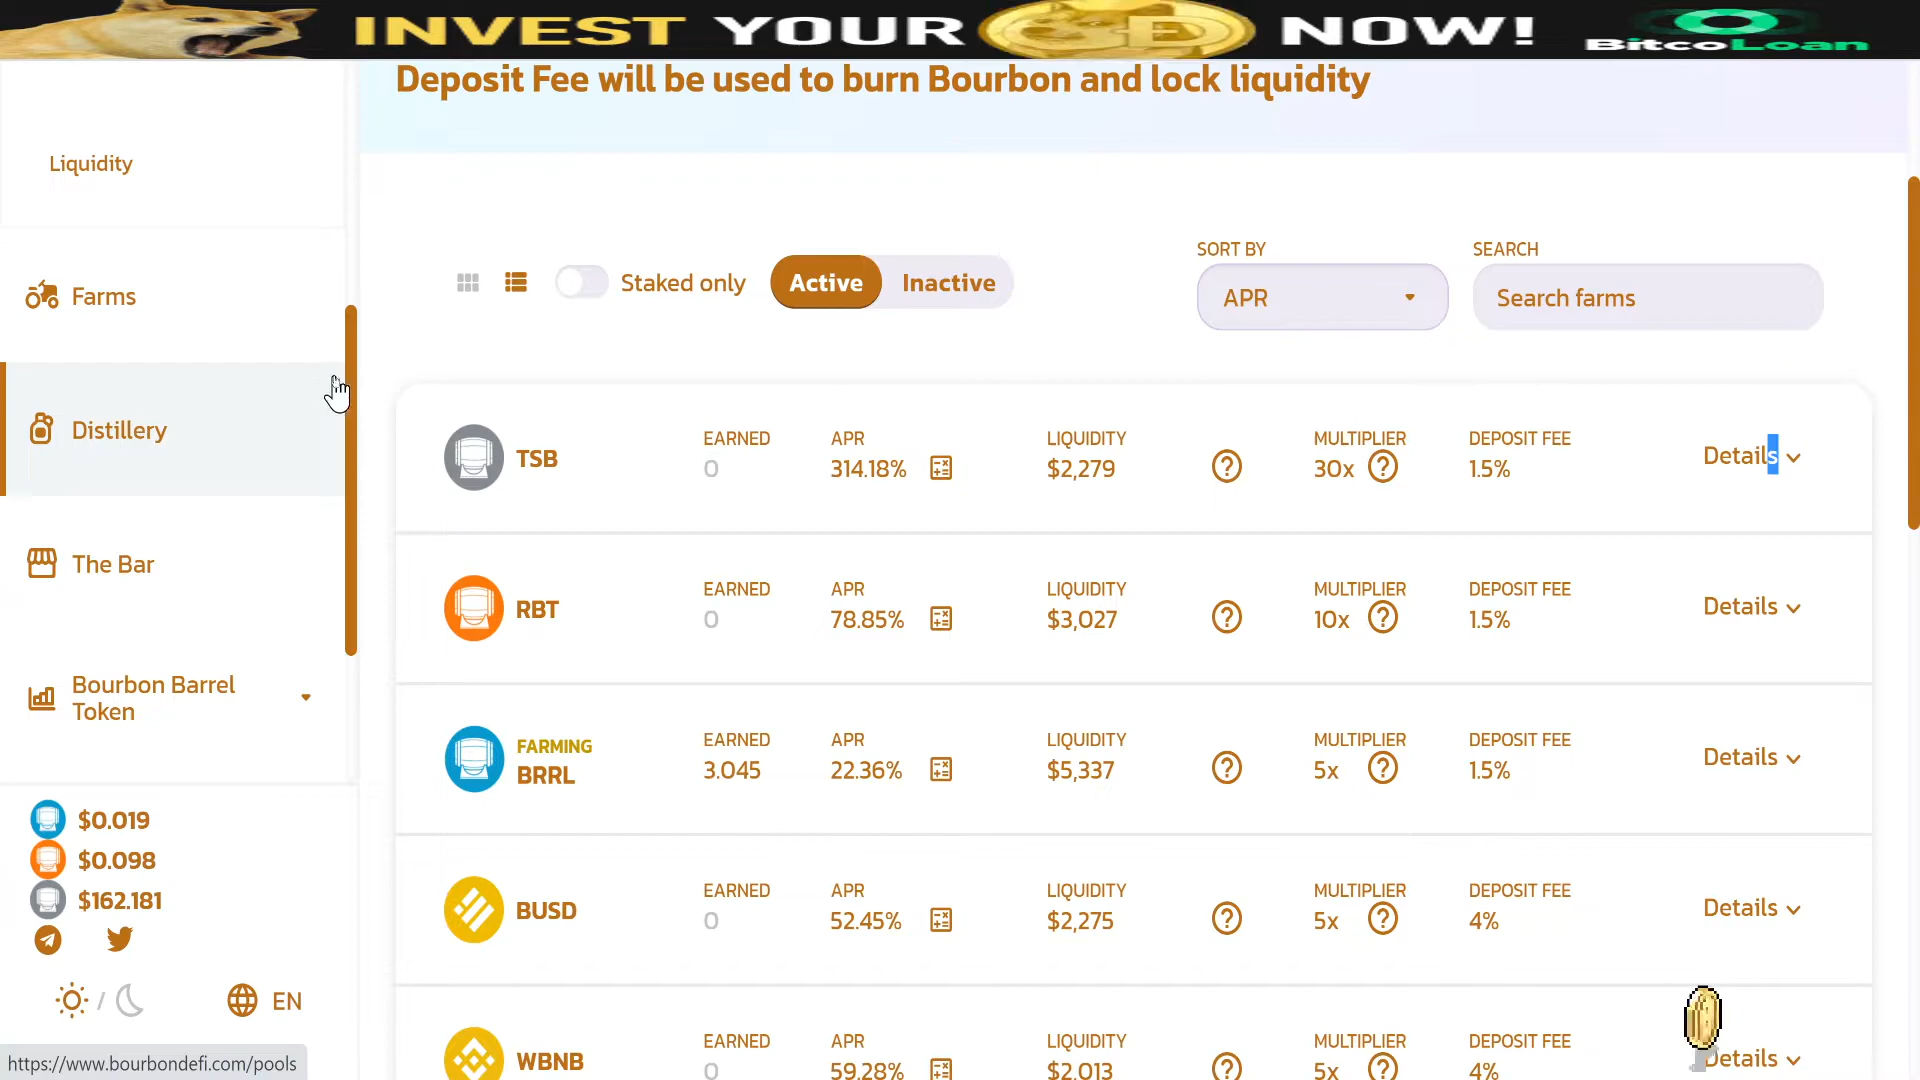 INVEST YOUR NOW! BitcoLoan
Deposit Fee will be used to burn Bourbon and lock liquidity
Liquidity
Farms
Distillery
The Bar
Bourbon Barrel
Token
$0.019
$0.098
$162.181
/ EN
https://www.bourbondefi.com/pools
Staked only Active Inactive
SORT BY
APR
SEARCH
Search farms
TSB
EARNED APR LIQUIDITY MULTIPLIER DEPOSIT FEE
0 314.18% $2,279 30x 1.5%
Details
RBT
EARNED APR LIQUIDITY MULTIPLIER DEPOSIT FEE
0 78.85% $3,027 10x 1.5%
Details
FARMING
BRRL
EARNED APR LIQUIDITY MULTIPLIER DEPOSIT FEE
3.045 22.36% $5,337 5x 1.5%
Details
BUSD
EARNED APR LIQUIDITY MULTIPLIER DEPOSIT FEE
0 52.45% $2,275 5x 4%
Details
WBNB
EARNED APR LIQUIDITY MULTIPLIER DEPOSIT FEE
0 59.28% $2,013 5x 4%
Details